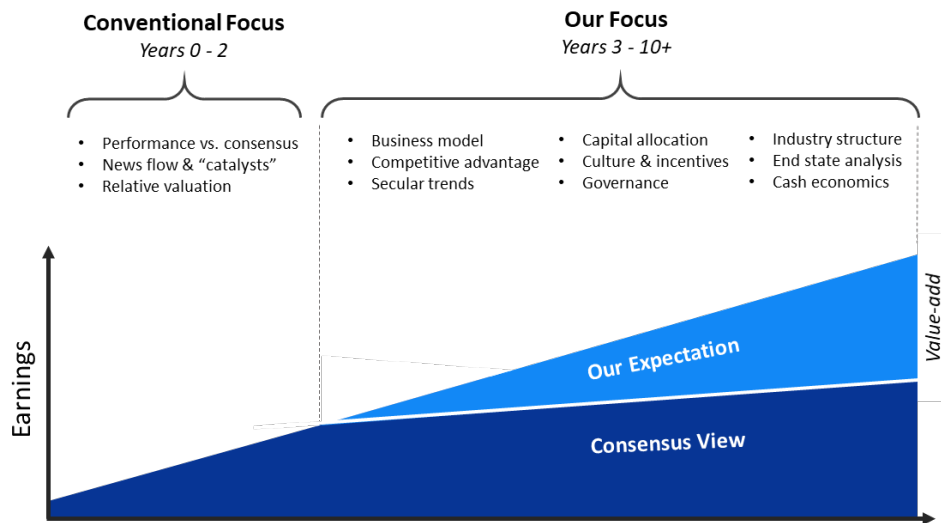 Conventional Focus
Years 0 - 2
Our Focus
Years 3 - 10+
• Performance vs. consensus
• News flow & “catalysts”
• Relative valuation
• Business model
• Competitive advantage
• Secular trends
• Capital allocation
• Culture & incentives
• Governance
• Industry structure
• End state analysis
• Cash economics
Earnings
Our Expectation
Consensus View
Value-add